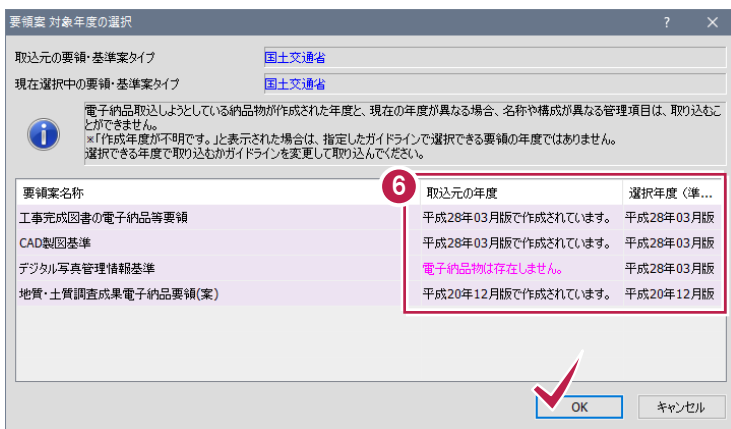 要領案 対象年度の選択
? ×
取込元の要領・基準案タイプ 国土交通省
現在選択中の要領・基準案タイプ 国土交通省
電子納品取込しようとしている納品物が作成された年度と、現在の年度が異なる場合、名称や構成が異なる管理項目は、取り込むこ
とができません。
※「作成年度が不明です。」と表示された場合は、指定したガイドラインで選択できる要領の年度ではありません。
選択できる年度で取り込むかガイドラインを変更して取り込んでください。
6
要領案名称 取込元の年度 選択年度（準...
工事完成図書の電子納品等要領 平成28年03月版で作成されています。 平成28年03月版
CAD製図基準 平成28年03月版で作成されています。 平成28年03月版
デジタル写真管理情報基準 電子納品物は存在しません。 平成28年03月版
地質・土質調査成果電子納品要領(案) 平成20年12月版で作成されています。 平成20年12月版
OK キャンセル